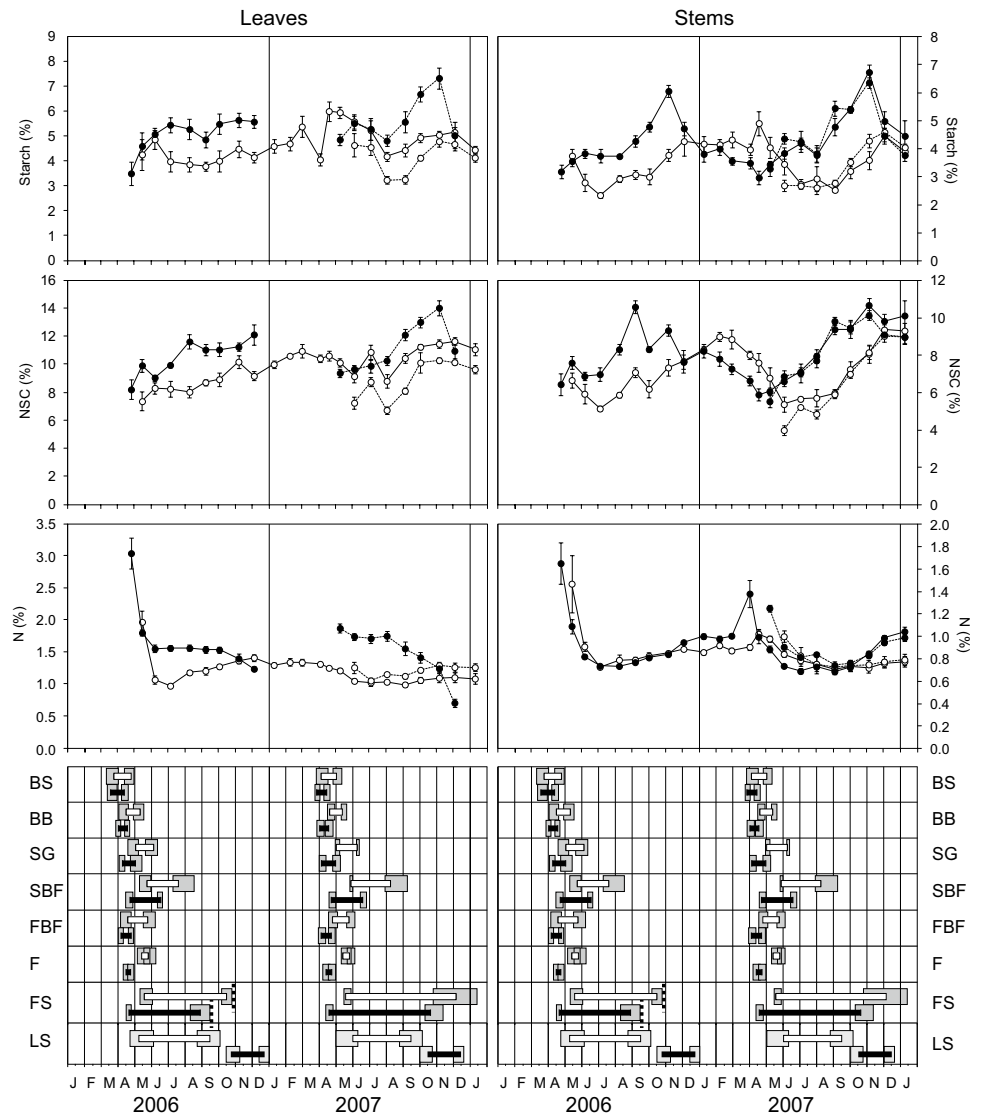 Leaves Stems
9 8
8 7
7 6
6 5
5 4
4 3
3 2
2 1
1 0
0
Starch (%) Starch (%)
16 12
14 10
12 8
10 6
8 4
6 2
4 0
2
0
NSC (%) NSC (%)
3.5 2.0
3.0 1.8
2.5 1.6
2.0 1.4
1.5 1.2
1.0 1.0
0.5 0.8
0.0 0.6
0.4
0.2
0.0
N (%) N (%)
BS BS
BB BB
SG SG
SBF SBF
FBF FBF
F F
FS FS
LS LS
J F M A M J J A S O N D J F M A M J J A S O N D J J F M A M J J A S O N D J F M A M J J A S O N D J
2006 2007 2006 2007